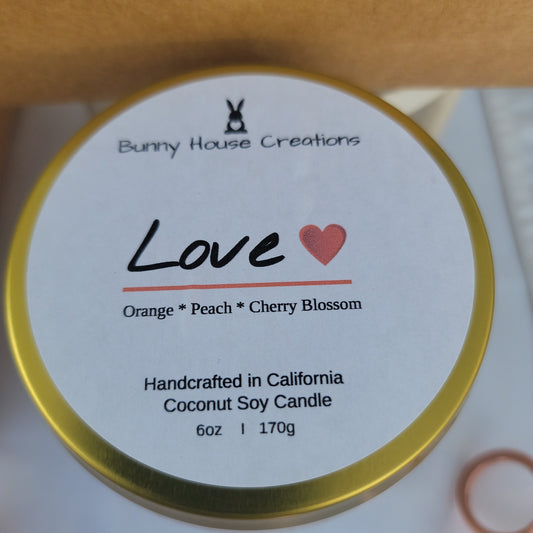 Bunny House Creations
Love ❤
Orange * Peach * Cherry Blossom
Handcrafted in California
Coconut Soy Candle
6oz | 170g